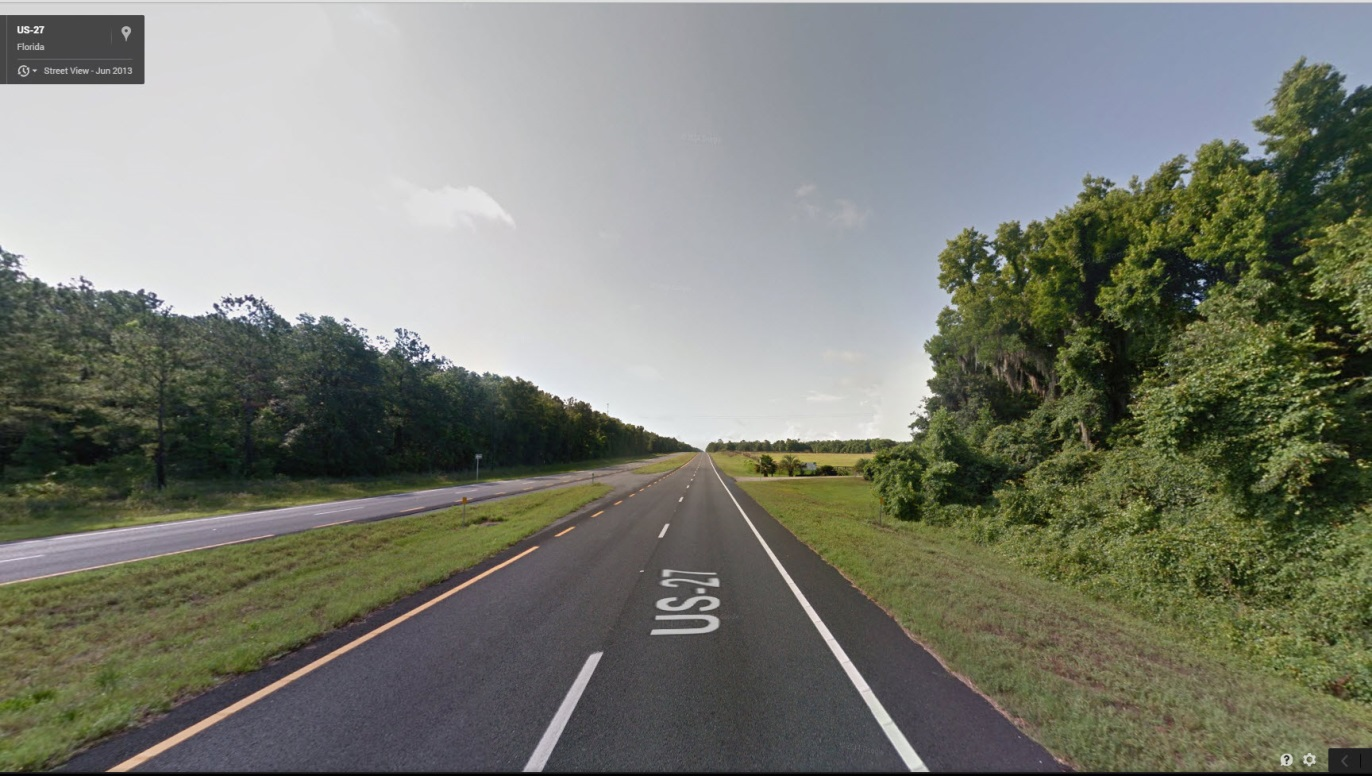 US-27
Florida
Street View - Jun 2013
US-27